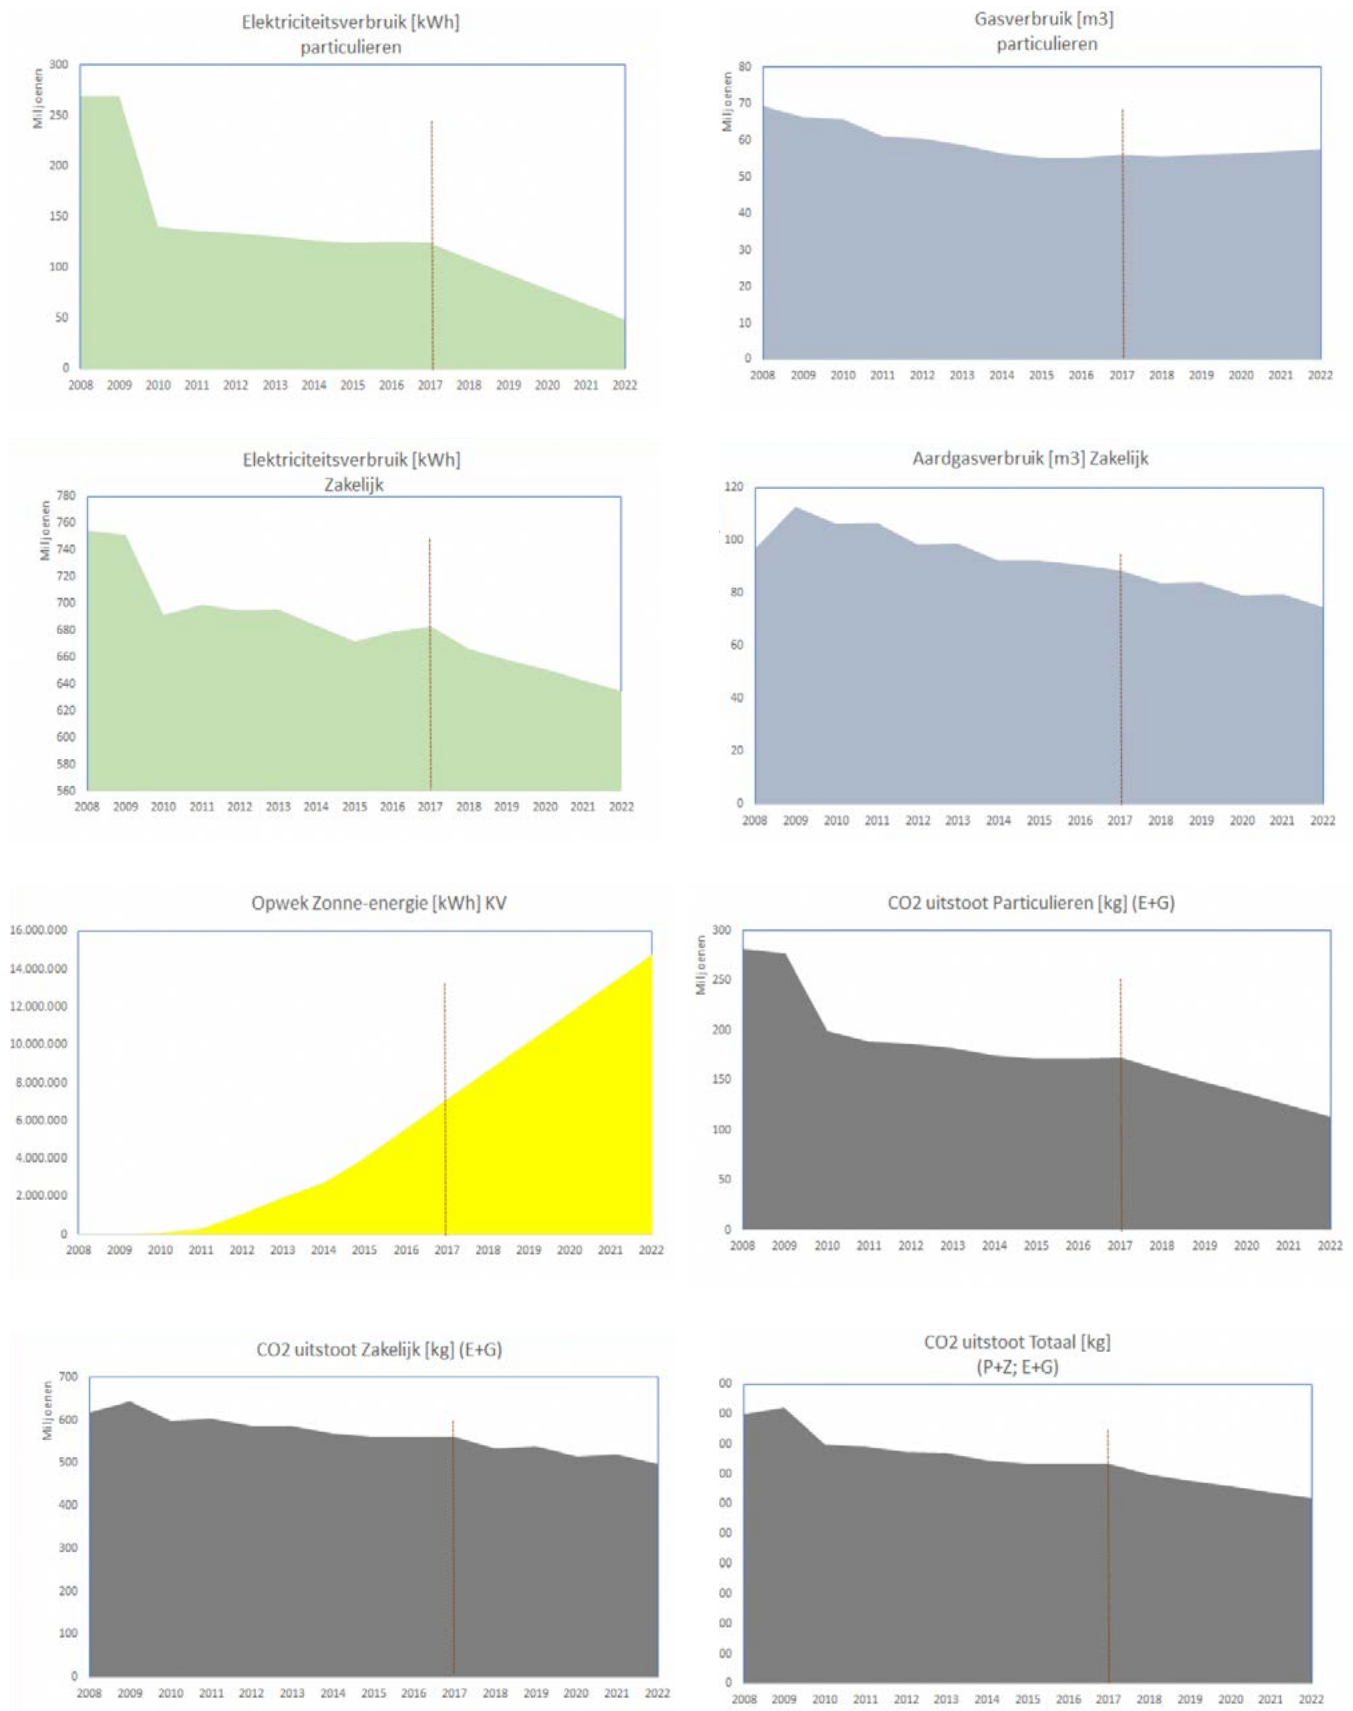 Elektriciteitsverbruik [kWh]
particulieren
Miljoenen
300
250
200
150
100
50
0
2008 2009 2010 2011 2012 2013 2014 2015 2016 2017 2018 2019 2020 2021 2022
Gasverbruik [m3]
particulieren
Miljoenen
80
70
60
50
40
30
20
10
0
2008 2009 2010 2011 2012 2013 2014 2015 2016 2017 2018 2019 2020 2021 2022
Elektriciteitsverbruik [kWh]
Zakelijk
Miljoenen
780
760
740
720
700
680
660
640
620
600
580
560
2008 2009 2010 2011 2012 2013 2014 2015 2016 2017 2018 2019 2020 2021 2022
Aardgasverbruik [m3] Zakelijk
120
100
80
60
40
20
0
2008 2009 2010 2011 2012 2013 2014 2015 2016 2017 2018 2019 2020 2021 2022
Opwek Zonne-energie [kWh] KV
16.000.000
14.000.000
12.000.000
10.000.000
8.000.000
6.000.000
4.000.000
2.000.000
0
2008 2009 2010 2011 2012 2013 2014 2015 2016 2017 2018 2019 2020 2021 2022
CO2 uitstoot Particulieren [kg] (E+G)
Miljoenen
300
250
200
150
100
50
0
2008 2009 2010 2011 2012 2013 2014 2015 2016 2017 2018 2019 2020 2021 2022
CO2 uitstoot Zakelijk [kg] (E+G)
Miljoenen
700
600
500
400
300
200
100
0
2008 2009 2010 2011 2012 2013 2014 2015 2016 2017 2018 2019 2020 2021 2022
CO2 uitstoot Totaal [kg]
(P+Z; E+G)
00
00
00
00
00
00
00
00
00
00
0
2008 2009 2010 2011 2012 2013 2014 2015 2016 2017 2018 2019 2020 2021 2022